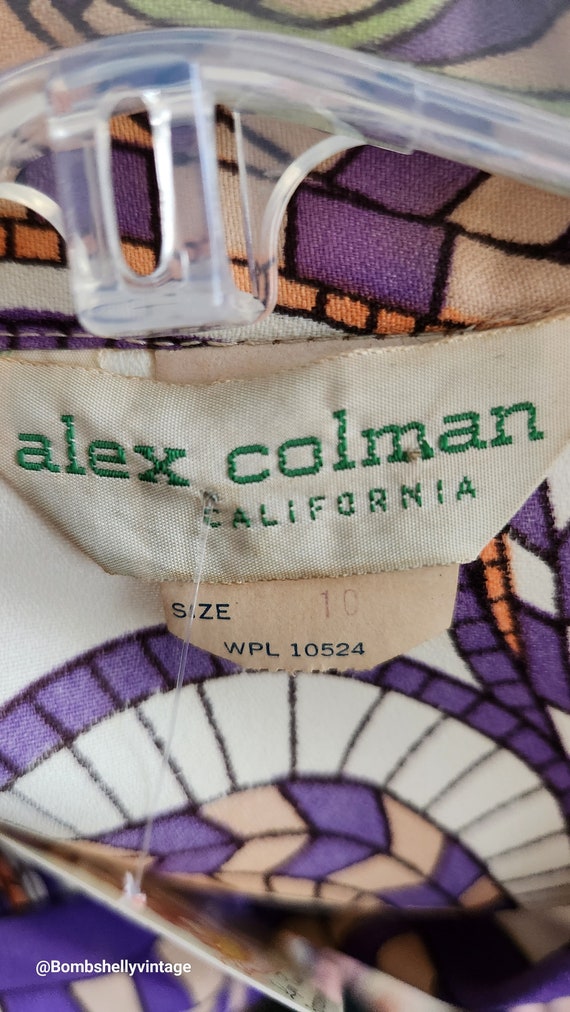 alex colman
CALIFORNIA
SIZE 10
WPL 10524
@Bombshellyvintage